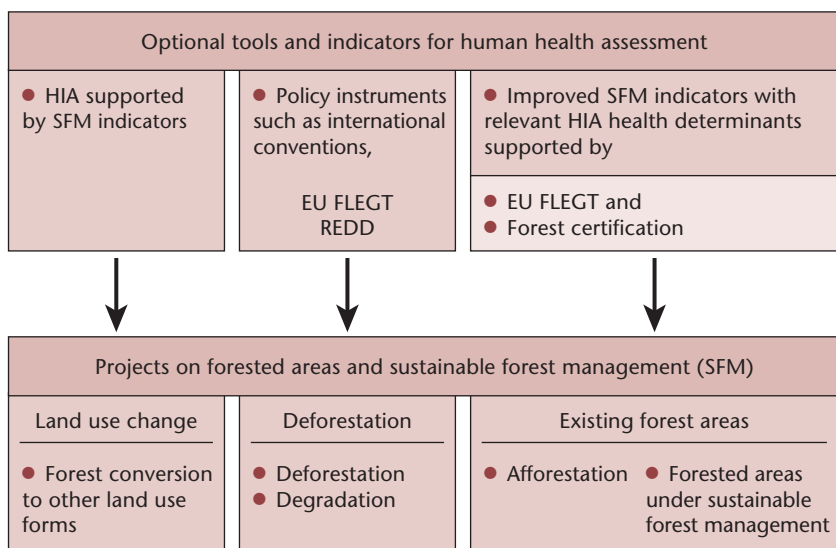 Optional tools and indicators for human health assessment
● HIA supported
by SFM indicators
● Policy instruments
such as international
conventions,
EU FLEGT
REDD
● Improved SFM indicators with
relevant HIA health determinants
supported by
● EU FLEGT and
● Forest certification
Projects on forested areas and sustainable forest management (SFM)
Land use change
● Forest conversion
to other land use
forms
Deforestation
● Deforestation
● Degradation
Existing forest areas
● Afforestation
● Forested areas
under sustainable
forest management